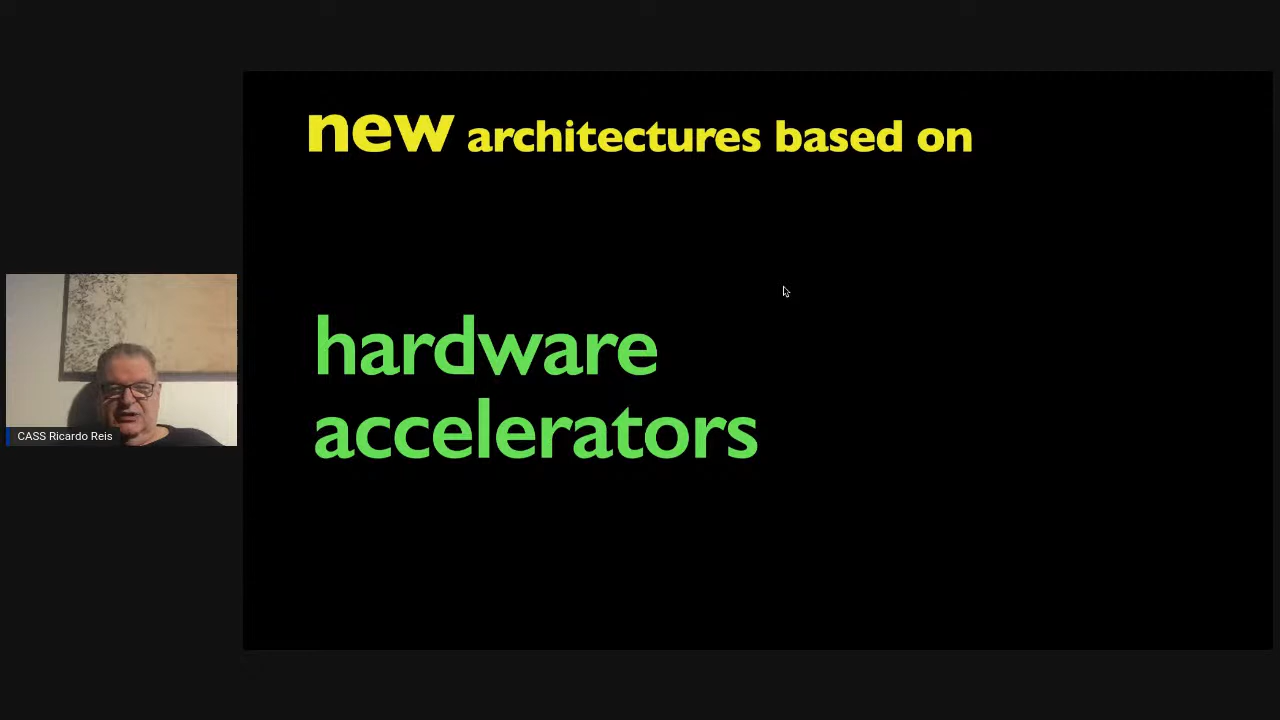 new architectures based on
hardware
accelerators
CASS Ricardo Reis